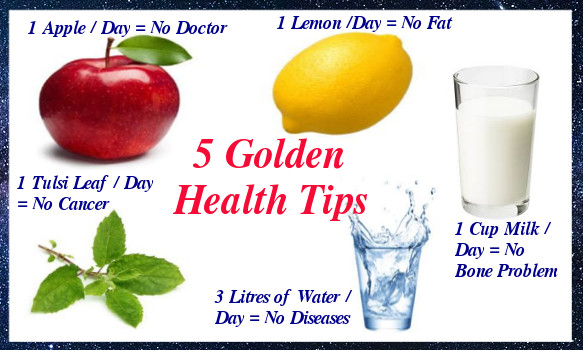 1 Apple / Day = No Doctor
1 Lemon /Day = No Fat
5 Golden
Health Tips
1 Tulsi Leaf / Day
= No Cancer
1 Cup Milk /
Day = No
Bone Problem
3 Litres of Water /
Day = No Diseases